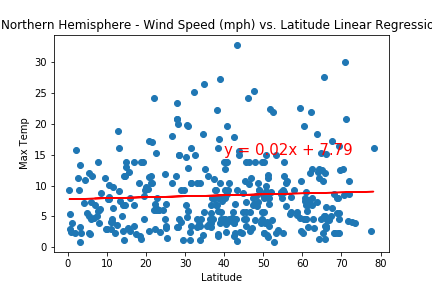 Northern Hemisphere - Wind Speed (mph) vs. Latitude Linear Regressio
Max Temp
30
25
20
15
10
5
0
y = 0.02x + 7.79
0 10 20 30 40 50 60 70 80
Latitude